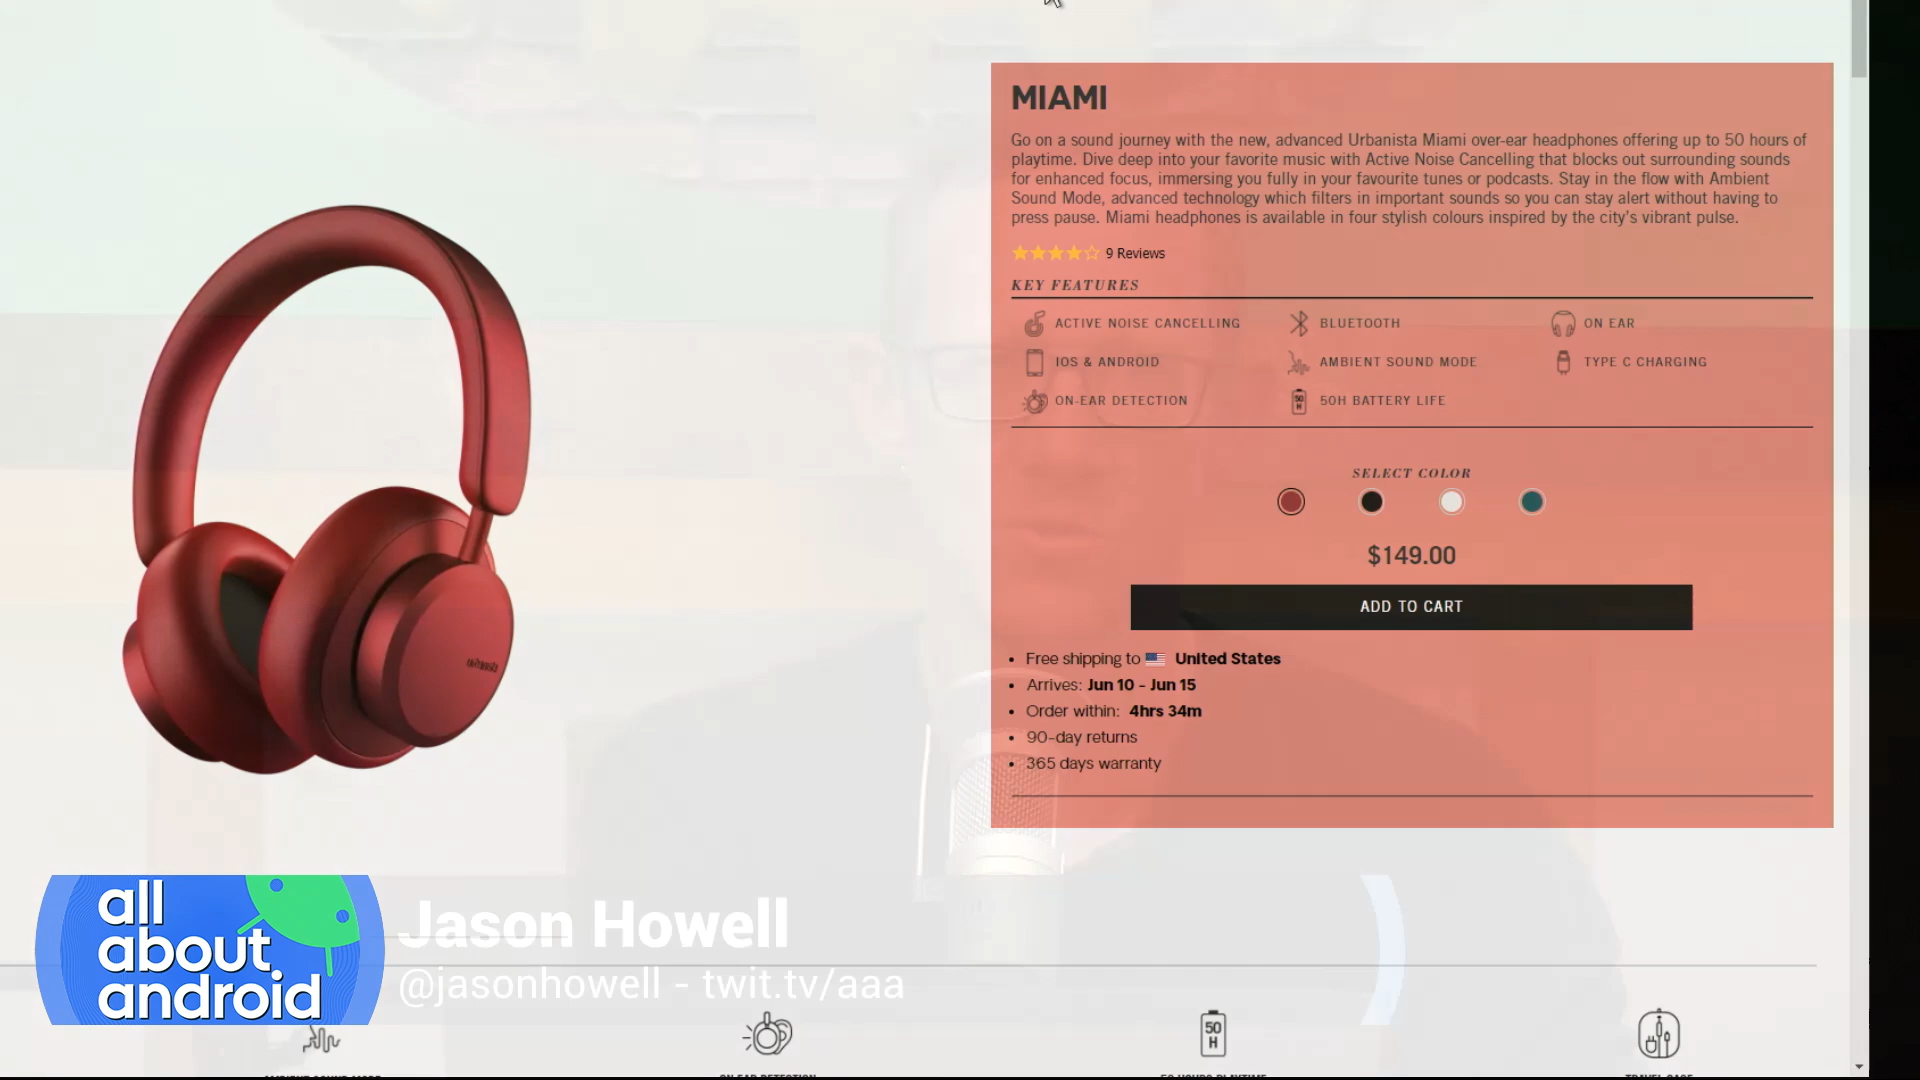 MIAMI
Go on a sound journey with the new, advanced Urbanista Miami over-ear headphones offering up to 50 hours of
playtime. Dive deep into your favorite music with Active Noise Cancelling that blocks out surrounding sounds
for enhanced focus, immersing you fully in your favourite tunes or podcasts. Stay in the flow with Ambient
Sound Mode, advanced technology which filters in important sounds so you can stay alert without having to
press pause. Miami headphones is available in four stylish colours inspired by the city's vibrant pulse.
9 Reviews
KEY FEATURES
ACTIVE NOISE CANCELLING
BLUETOOTH
ON EAR
IOS & ANDROID
AMBIENT SOUND MODE
TYPE C CHARGING
ON-EAR DETECTION
50H BATTERY LIFE
SELECT COLOR
$149.00
ADD TO CART
Free shipping to United States
Arrives: Jun 10 - Jun 15
Order within: 4hrs 34m
90-day returns
365 days warranty
urbanista
all
about
android
Jason Howell
@jasonhowell - twit.tv/aaa
50
H